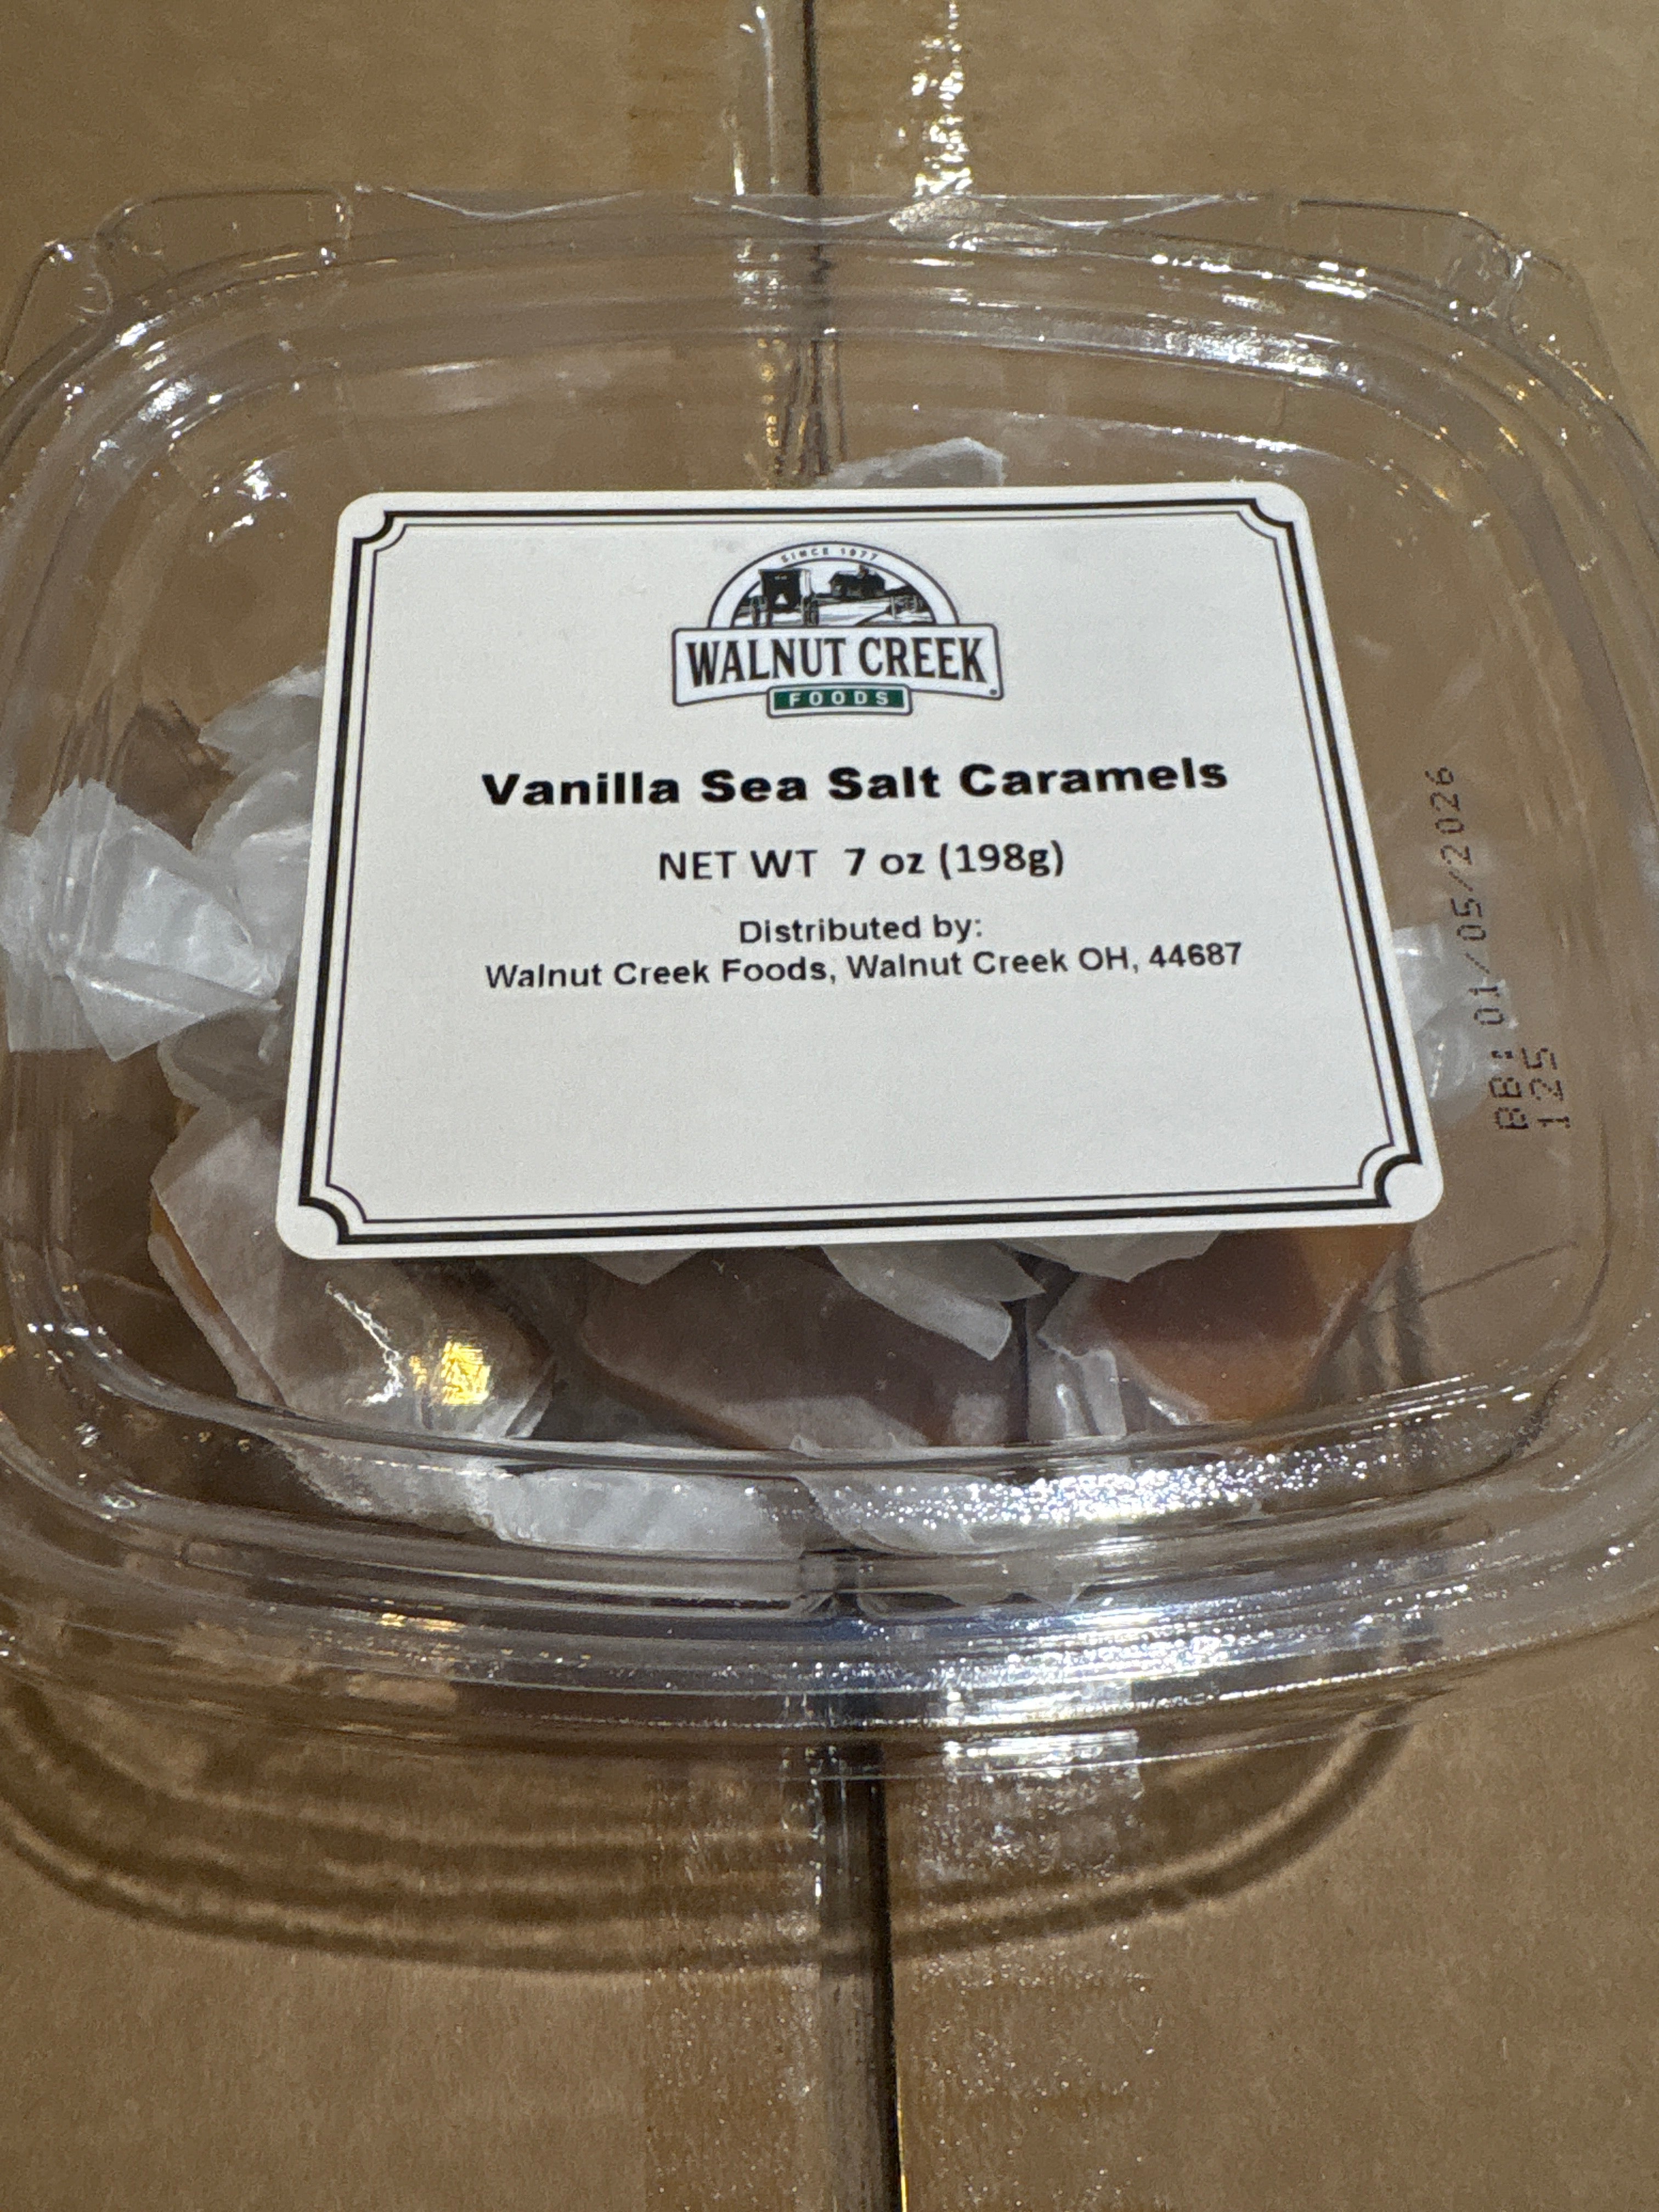 SINCE 1977
WALNUT CREEK
FOODS
Vanilla Sea Salt Caramels
NET WT 7 oz (198g)
Distributed by:
Walnut Creek Foods, Walnut Creek OH, 44687
BB: 01/05/2026
125